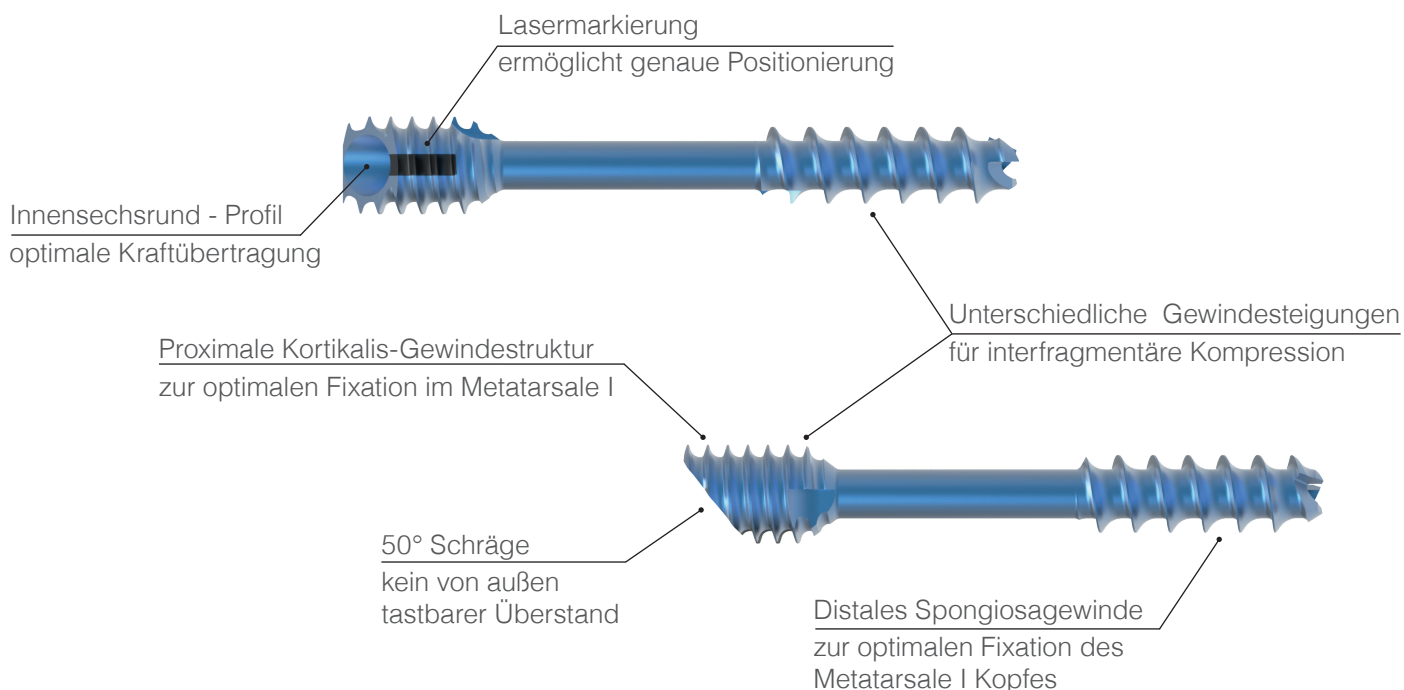 Lasermarkierung
ermöglicht genaue Positionierung
Innensechsrund - Profil
optimale Kraftübertragung
Unterschiedliche Gewindesteigungen
für interfragmentäre Kompression
Proximale Kortikalis-Gewindestruktur
zur optimalen Fixation im Metatarsale I
50° Schräge
kein von außen
tastbarer Überstand
Distales Spongiosagewinde
zur optimalen Fixation des
Metatarsale I Kopfes